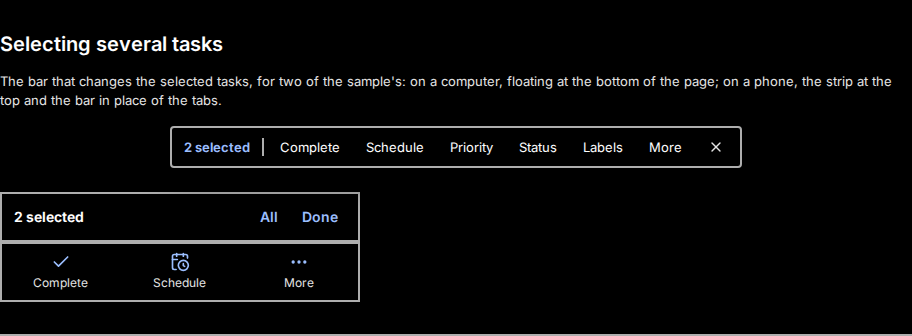 Selecting several tasks
The bar that changes the selected tasks, for two of the sample's: on a computer, floating at the bottom of the page; on a phone, the strip at the
top and the bar in place of the tabs.
2 selected Complete Schedule Priority Status Labels More
2 selected All Done
Complete Schedule More